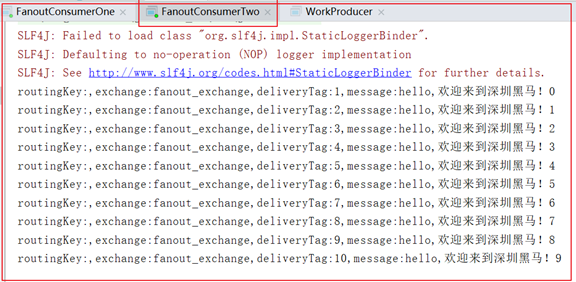 FanoutConsumerOne × FanoutConsumerTwo × WorkProducer ×
SLF4J: Failed to load class "org.slf4j.impl.StaticLoggerBinder".
SLF4J: Defaulting to no-operation (NOP) logger implementation
SLF4J: See http://www.slf4j.org/codes.html#StaticLoggerBinder for further details.
routingKey:,exchange:fanout_exchange,deliveryTag:1,message:hello,欢迎来到深圳黑马！0
routingKey:,exchange:fanout_exchange,deliveryTag:2,message:hello,欢迎来到深圳黑马！1
routingKey:,exchange:fanout_exchange,deliveryTag:3,message:hello,欢迎来到深圳黑马！2
routingKey:,exchange:fanout_exchange,deliveryTag:4,message:hello,欢迎来到深圳黑马！3
routingKey:,exchange:fanout_exchange,deliveryTag:5,message:hello,欢迎来到深圳黑马！4
routingKey:,exchange:fanout_exchange,deliveryTag:6,message:hello,欢迎来到深圳黑马！5
routingKey:,exchange:fanout_exchange,deliveryTag:7,message:hello,欢迎来到深圳黑马！6
routingKey:,exchange:fanout_exchange,deliveryTag:8,message:hello,欢迎来到深圳黑马！7
routingKey:,exchange:fanout_exchange,deliveryTag:9,message:hello,欢迎来到深圳黑马！8
routingKey:,exchange:fanout_exchange,deliveryTag:10,message:hello,欢迎来到深圳黑马！9